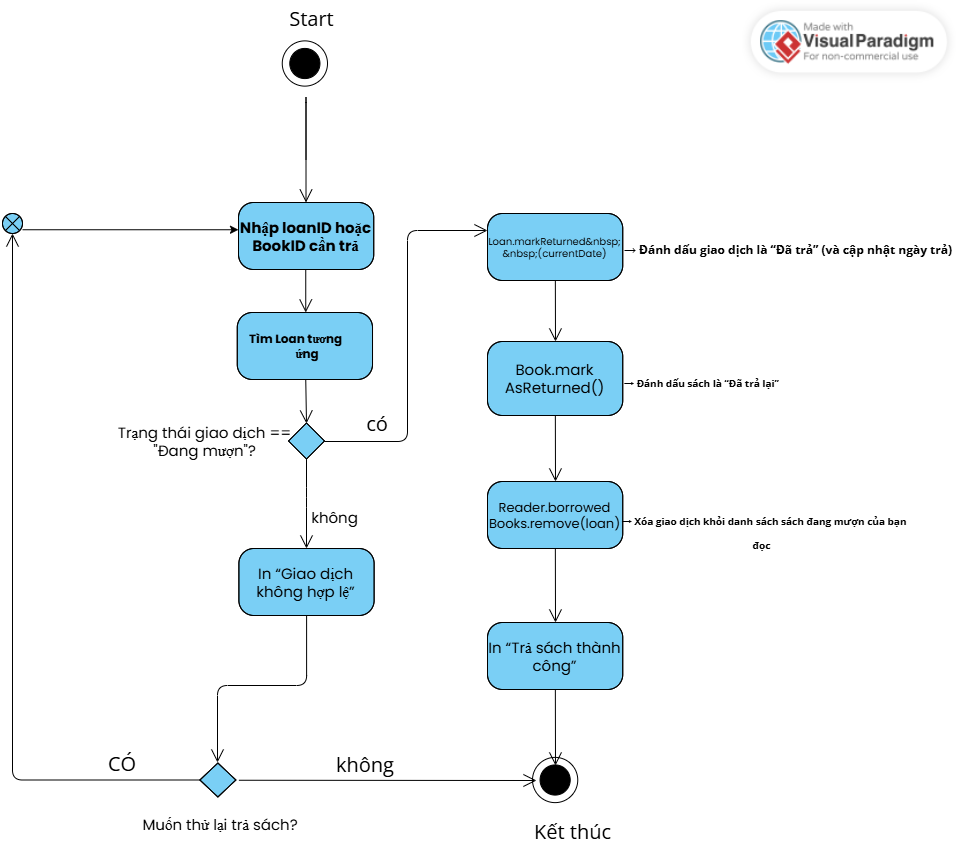 Start
Made with
VisualParadigm
For non-commercial use
Nhập loanID hoặc
BookID cần trả
Loan.markReturned&nbsp;
&nbsp;(currentDate)
→ Đánh dấu giao dịch là “Đã trả” (và cập nhật ngày trả)
Tìm Loan tương
ứng
Book.mark
AsReturned()
→ Đánh dấu sách là “Đã trả lại”
Trạng thái giao dịch ==
"Đang mượn"?
có
không
Reader.borrowed
Books.remove(loan)
→ Xóa giao dịch khỏi danh sách sách đang mượn của bạn
đọc
In “Giao dịch
không hợp lệ”
In “Trả sách thành
công”
CÓ
không
Muốn thử lại trả sách?
Kết thúc